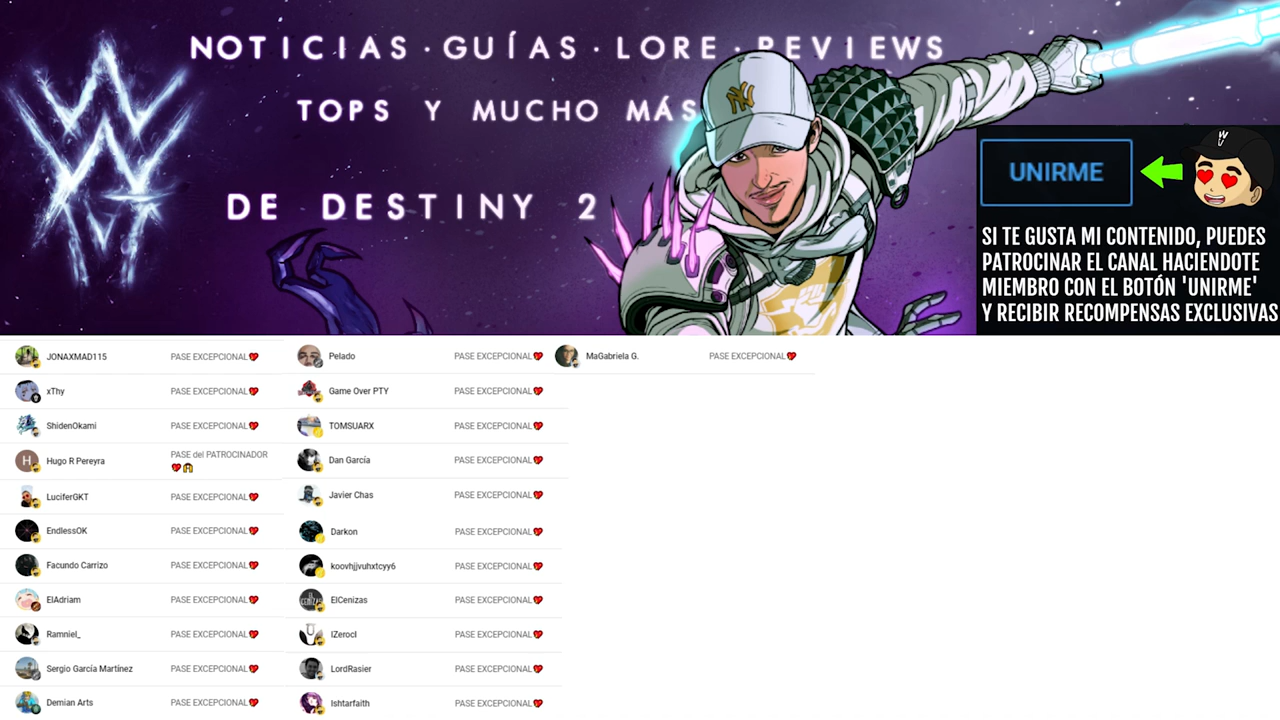 NOTICIAS · GUÍAS · LORE · REVIEWS
TOPS Y MUCHO MÁS
DE DESTINY 2
UNIRME
SI TE GUSTA MI CONTENIDO, PUEDES
PATROCINAR EL CANAL HACIENDOTE
MIEMBRO CON EL BOTÓN 'UNIRME'
Y RECIBIR RECOMPENSAS EXCLUSIVAS
JONAXMAD115 PASE EXCEPCIONAL
xThy PASE EXCEPCIONAL
ShidenOkami PASE EXCEPCIONAL
H Hugo R Pereyra PASE del PATROCINADOR
LuciferGKT PASE EXCEPCIONAL
EndlessOK PASE EXCEPCIONAL
Facundo Carrizo PASE EXCEPCIONAL
ElAdriam PASE EXCEPCIONAL
Ramniel_ PASE EXCEPCIONAL
Sergio García Martínez PASE EXCEPCIONAL
Demian Arts PASE EXCEPCIONAL
Pelado PASE EXCEPCIONAL
Game Over PTY PASE EXCEPCIONAL
TOMSUARX PASE EXCEPCIONAL
Dan García PASE EXCEPCIONAL
Javier Chas PASE EXCEPCIONAL
Darkon PASE EXCEPCIONAL
koovhjjvuhxtcyy6 PASE EXCEPCIONAL
ElCenizas PASE EXCEPCIONAL
IZerocI PASE EXCEPCIONAL
LordRasier PASE EXCEPCIONAL
Ishtarfaith PASE EXCEPCIONAL
MaGabriela G. PASE EXCEPCIONAL